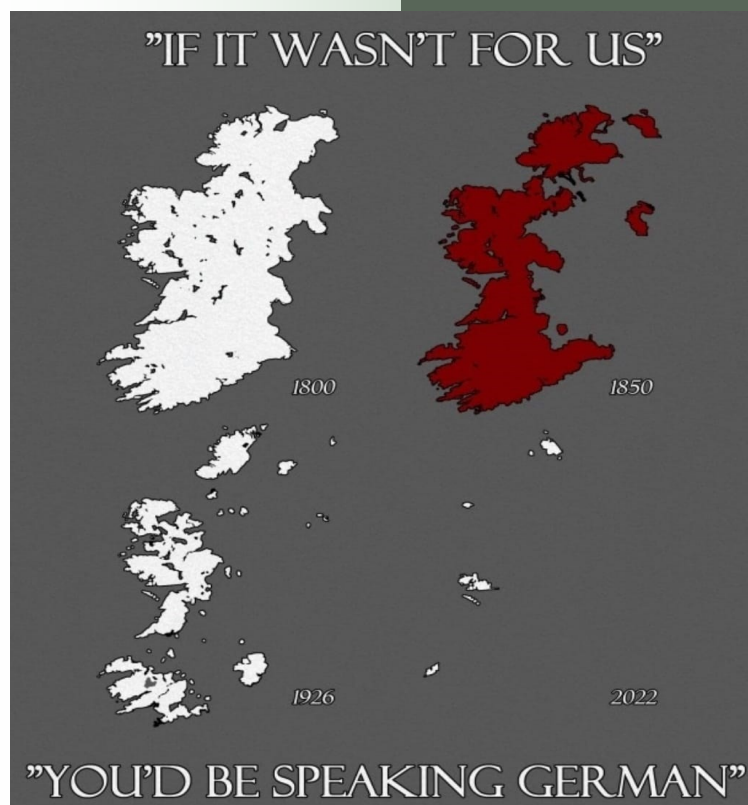 "IF IT WASN'T FOR US"
1800
1850
1926
2022
"YOU'D BE SPEAKING GERMAN"